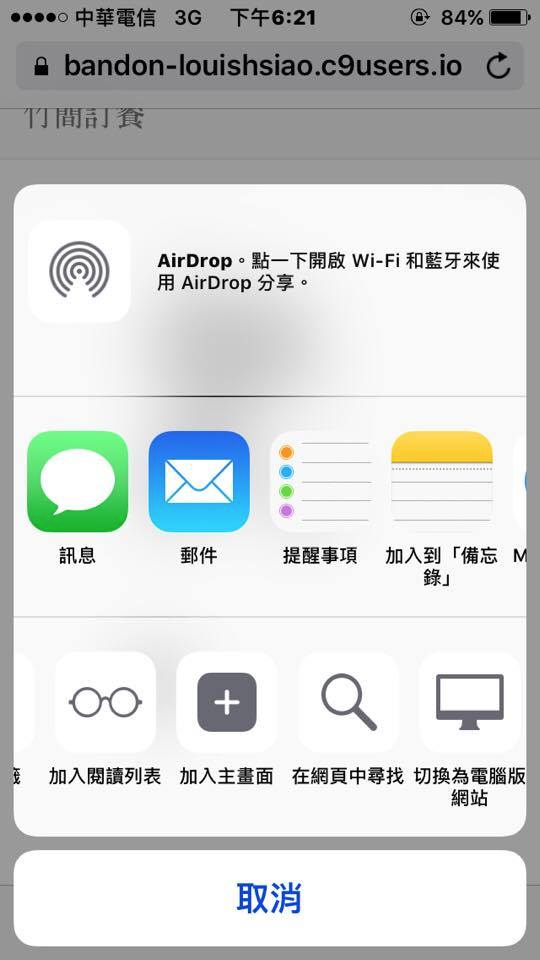 中華電信 3G 下午6:21 84%
bandon-louishsiao.c9users.io
竹間訂餐
AirDrop。點一下開啟 Wi-Fi 和藍牙來使
用 AirDrop 分享。
訊息 郵件 提醒事項 加入到「備忘 M
錄」
籤 加入閱讀列表 加入主畫面 在網頁中尋找 切換為電腦版
網站
取消